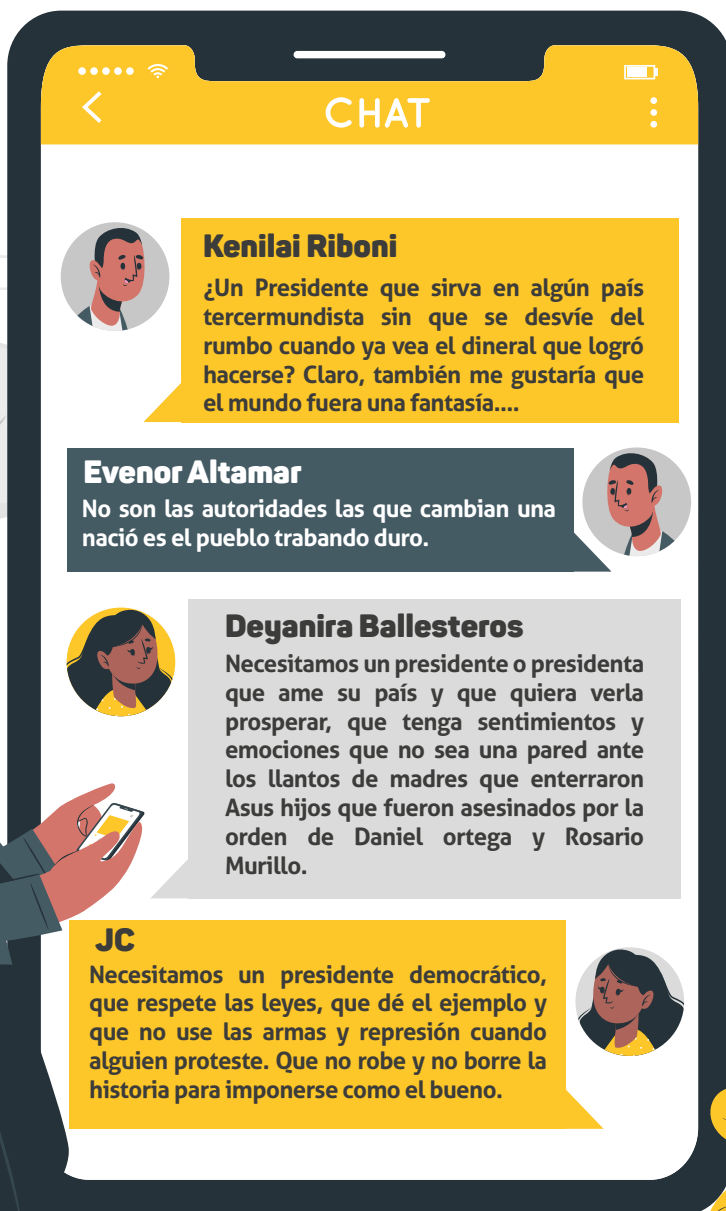 CHAT
Kenilai Riboni
¿Un Presidente que sirva en algún país
tercermundista sin que se desvíe del
rumbo cuando ya vea el dineral que logró
hacerse? Claro, también me gustaría que
el mundo fuera una fantasía....
Evenor Altamar
No son las autoridades las que cambian una
nació es el pueblo trabando duro.
Deyanira Ballesteros
Necesitamos un presidente o presidenta
que ame su país y que quiera verla
prosperar, que tenga sentimientos y
emociones que no sea una pared ante
los llantos de madres que enterraron
Asus hijos que fueron asesinados por la
orden de Daniel ortega y Rosario
Murillo.
JC
Necesitamos un presidente democrático,
que respete las leyes, que dé el ejemplo y
que no use las armas y represión cuando
alguien proteste. Que no robe y no borre la
historia para imponerse como el bueno.